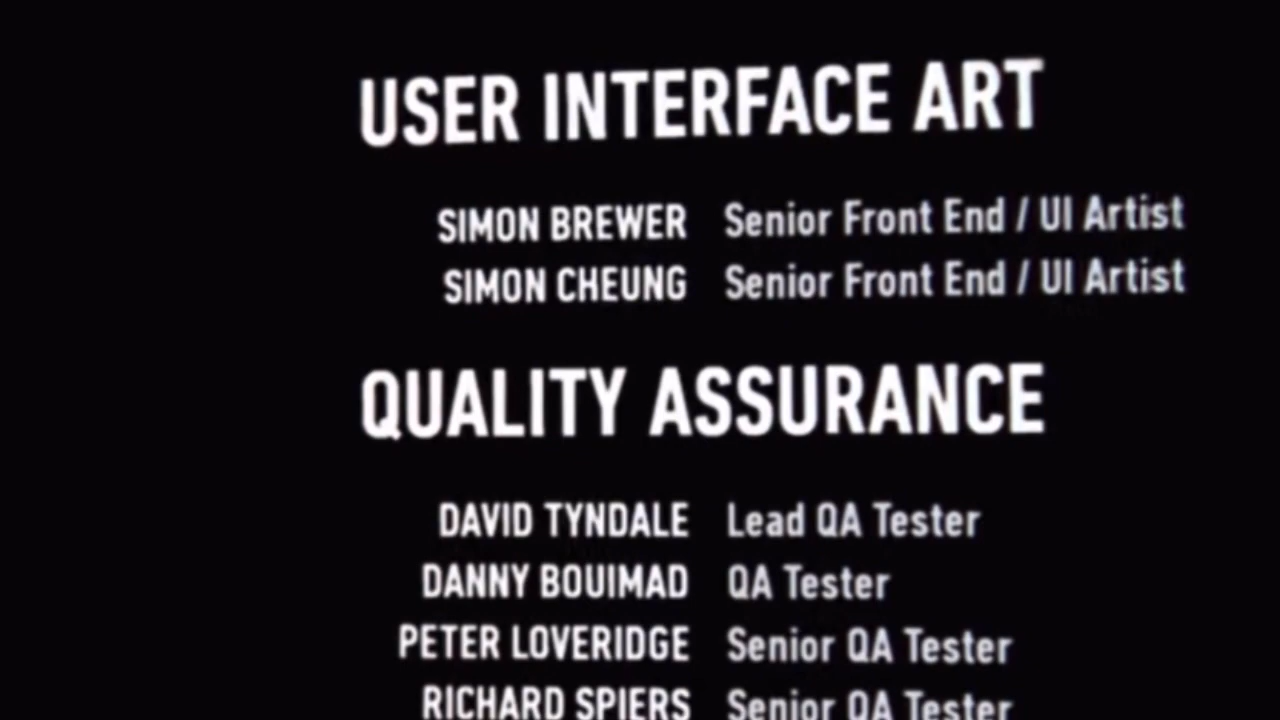 USER INTERFACE ART
SIMON BREWER Senior Front End / UI Artist
SIMON CHEUNG Senior Front End / UI Artist
QUALITY ASSURANCE
DAVID TYNDALE Lead QA Tester
DANNY BOUIMAD QA Tester
PETER LOVERIDGE Senior QA Tester
RICHARD SPIERS Senior QA Tester